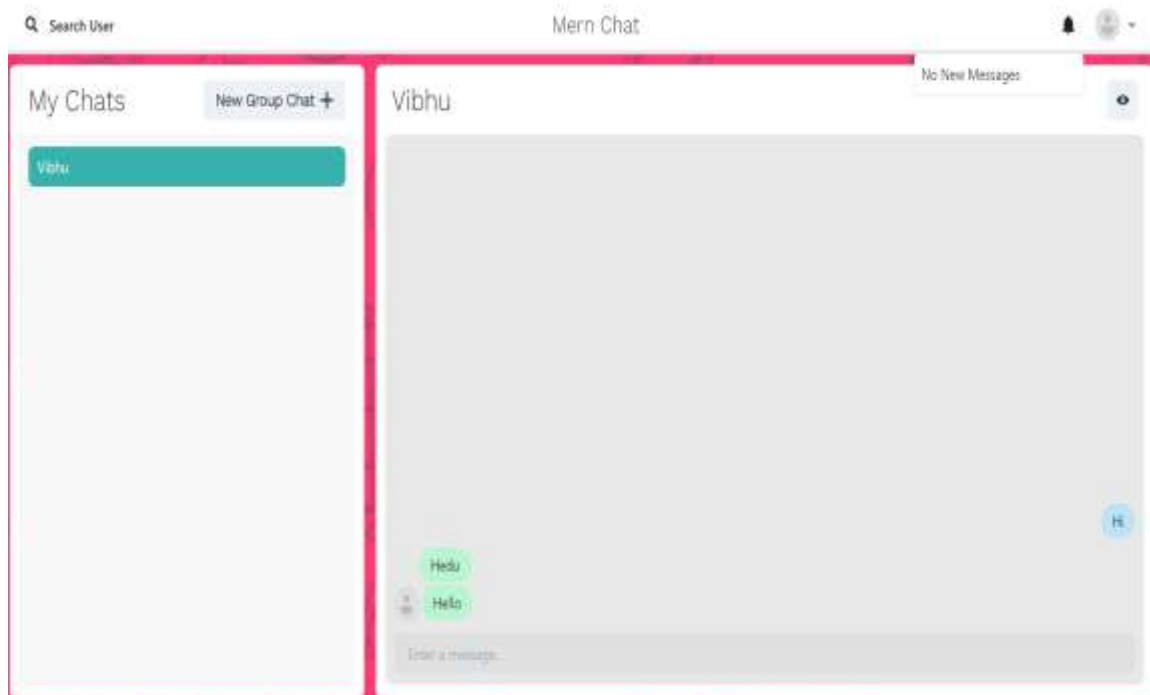 Search User
Mern Chat
No New Messages
My Chats
New Group Chat +
Vibhu
Vibhu
Hi
Hedu
Hello
Enter a message..